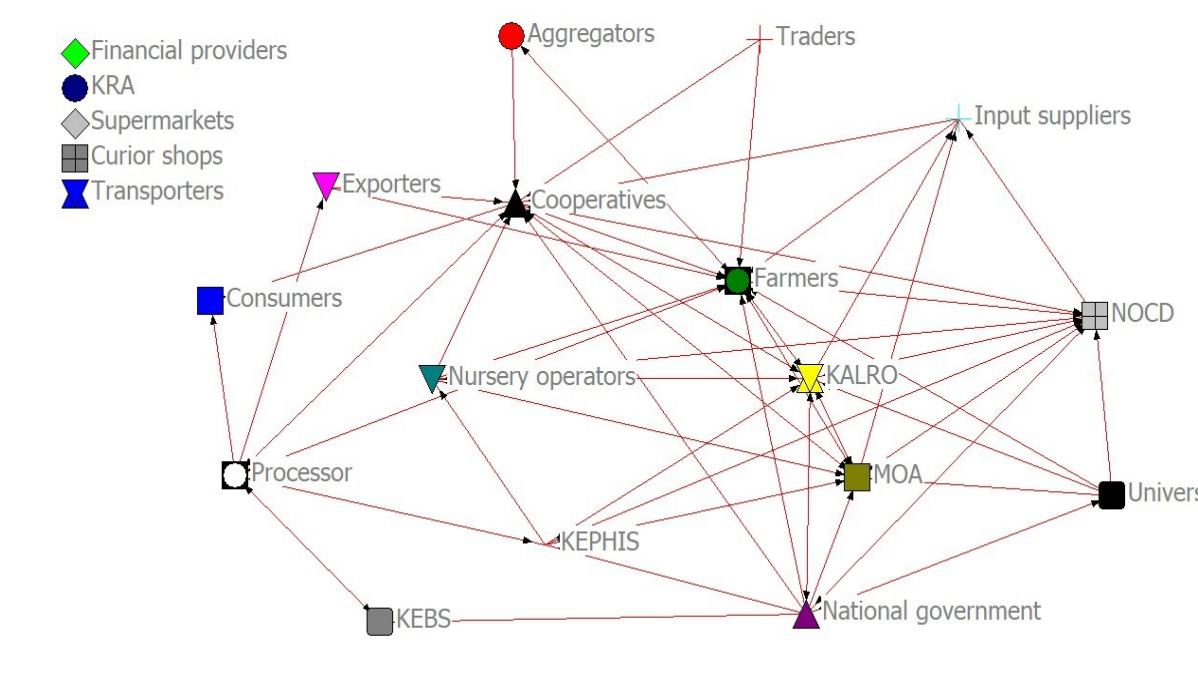 Financial providers
KRA
Supermarkets
Curior shops
Transporters
Aggregators
Traders
Input suppliers
Exporters
Cooperatives
Farmers
Consumers
NOCD
Nursery operators
KALRO
Processor
MOA
Univers
KEPHIS
KEBS
National government